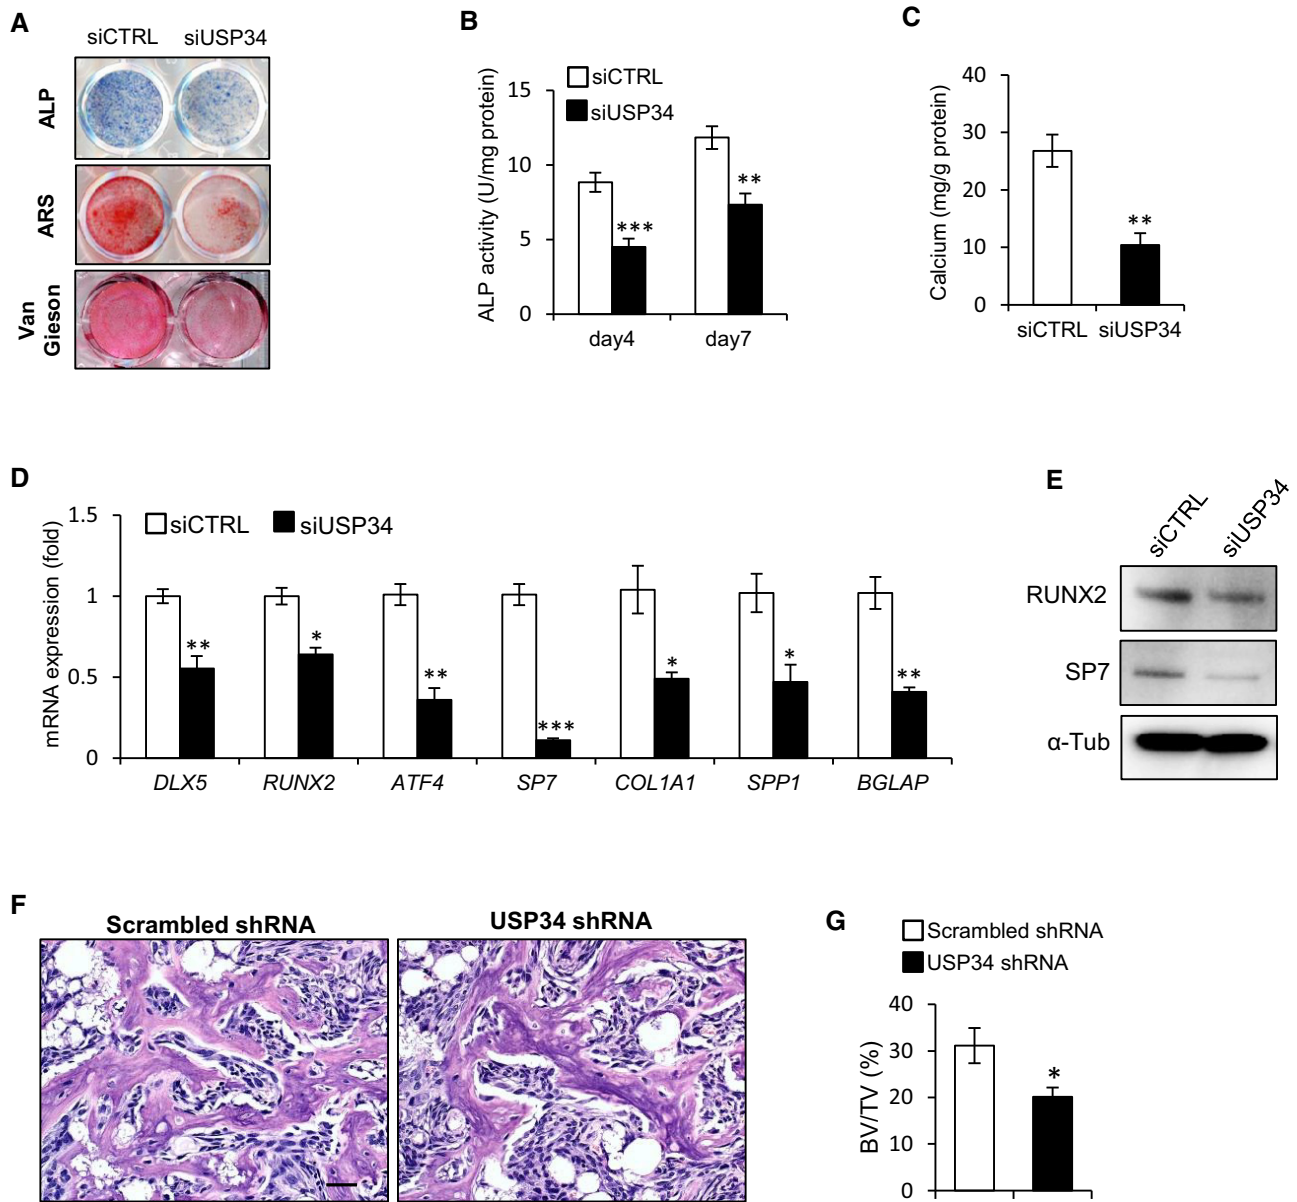 A
siCTRL siUSP34
ALP
ARS
Van
Gieson
B
siCTRL
siUSP34
ALP activity (U/mg protein)
15
10
5
0
***
**
day4 day7
C
Calcium (mg/g protein)
40
30
20
10
0
**
siCTRL siUSP34
D
siCTRL siUSP34
mRNA expression (fold)
1.5
1
0.5
0
** * ** *** * * **
DLX5 RUNX2 ATF4 SP7 COL1A1 SPP1 BGLAP
E
siCTRL siUSP34
RUNX2
SP7
α-Tub
F
Scrambled shRNA USP34 shRNA
G
Scrambled shRNA
USP34 shRNA
BV/TV (%)
40
30
20
10
0
*